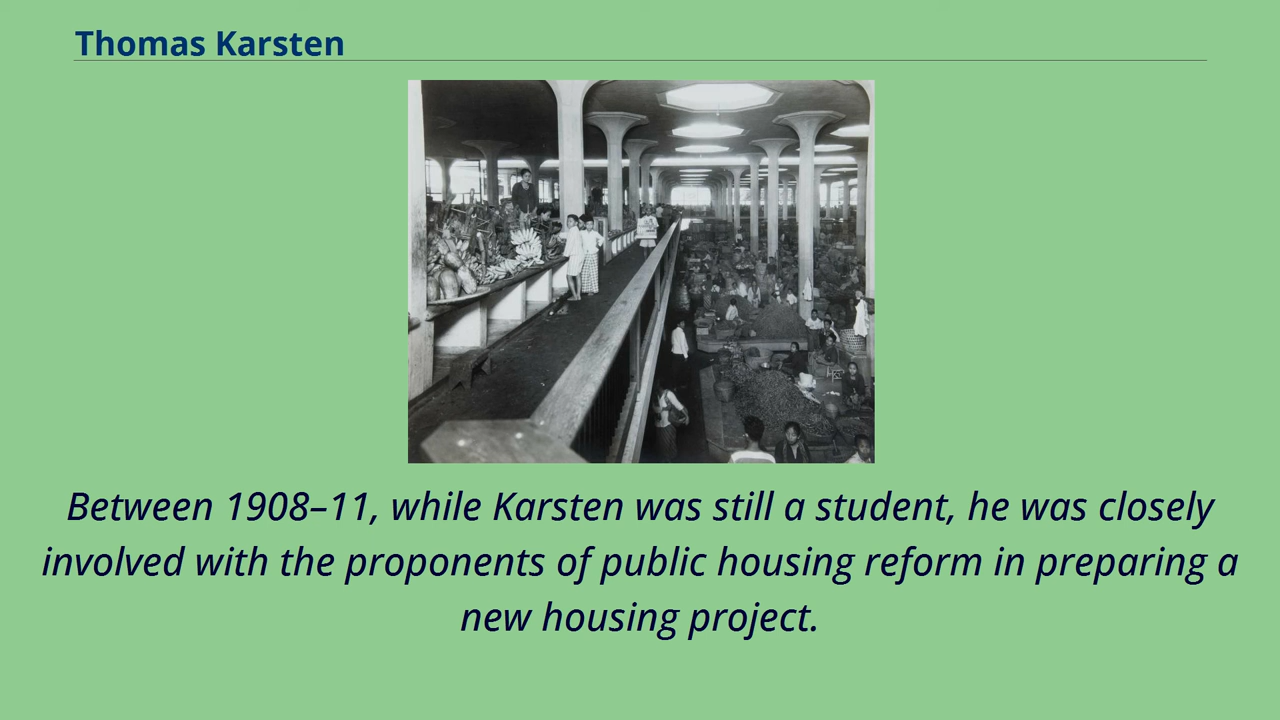 Thomas Karsten
Between 1908–11, while Karsten was still a student, he was closely
involved with the proponents of public housing reform in preparing a
new housing project.